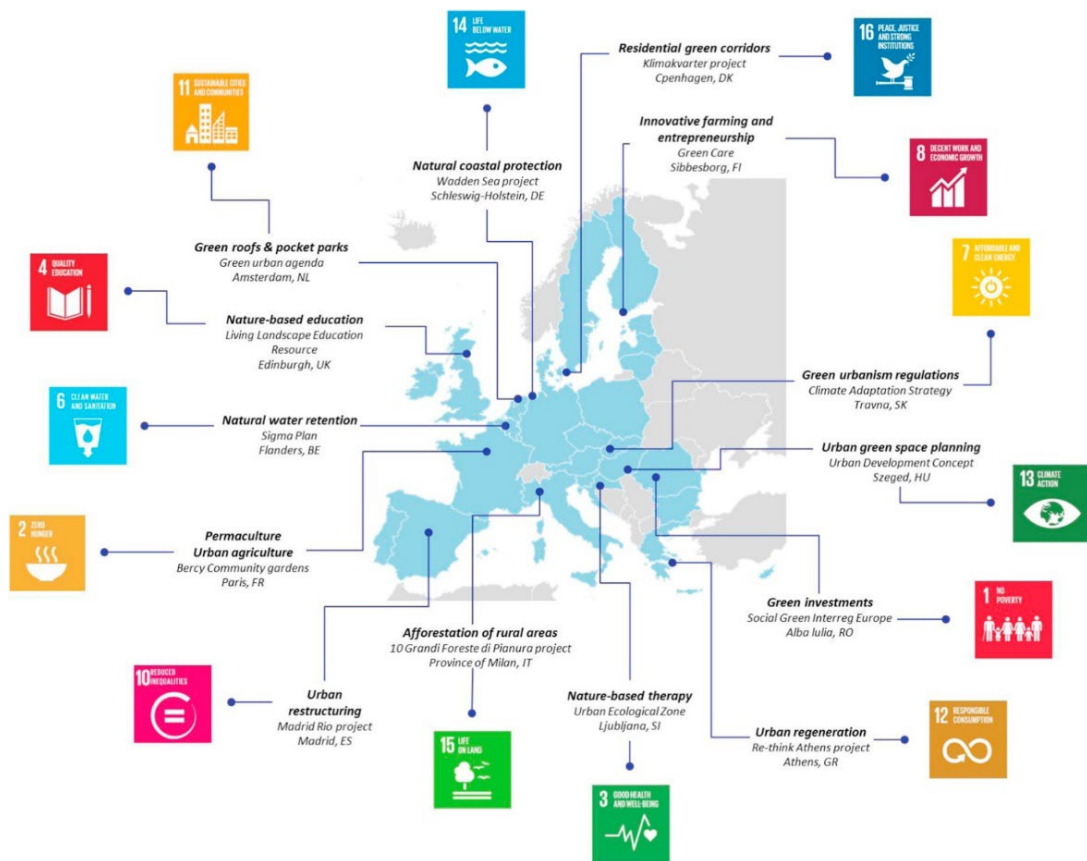 14 LIFE
BELOW WATER
Residential green corridors
Klimakvarter project
Cpenhagen, DK
16 PEACE, JUSTICE
AND STRONG
INSTITUTIONS
11 SUSTAINABLE CITIES
AND COMMUNITIES
Innovative farming and
entrepreneurship
Green Care
Sibbesborg, FI
8 DECENT WORK AND
ECONOMIC GROWTH
Natural coastal protection
Wadden Sea project
Schleswig-Holstein, DE
Green roofs & pocket parks
Green urban agenda
Amsterdam, NL
4 QUALITY
EDUCATION
7 AFFORDABLE AND
CLEAN ENERGY
Nature-based education
Living Landscape Education
Resource
Edinburgh, UK
Green urbanism regulations
Climate Adaptation Strategy
Travna, SK
6 CLEAN WATER
AND SANITATION
Natural water retention
Sigma Plan
Flanders, BE
Urban green space planning
Urban Development Concept
Szeged, HU
13 CLIMATE
ACTION
2 ZERO
HUNGER
Permaculture
Urban agriculture
Bercy Community gardens
Paris, FR
Green investments
Social Green Interreg Europe
Alba Iulia, RO
1 NO
POVERTY
Afforestation of rural areas
10 Grandi Foreste di Pianura project
Province of Milan, IT
10 REDUCED
INEQUALITIES
Urban
restructuring
Madrid Rio project
Madrid, ES
Nature-based therapy
Urban Ecological Zone
Ljubljana, SI
Urban regeneration
Re-think Athens project
Athens, GR
12 RESPONSIBLE
CONSUMPTION
15 LIFE
ON LAND
3 GOOD HEALTH
AND WELL-BEING